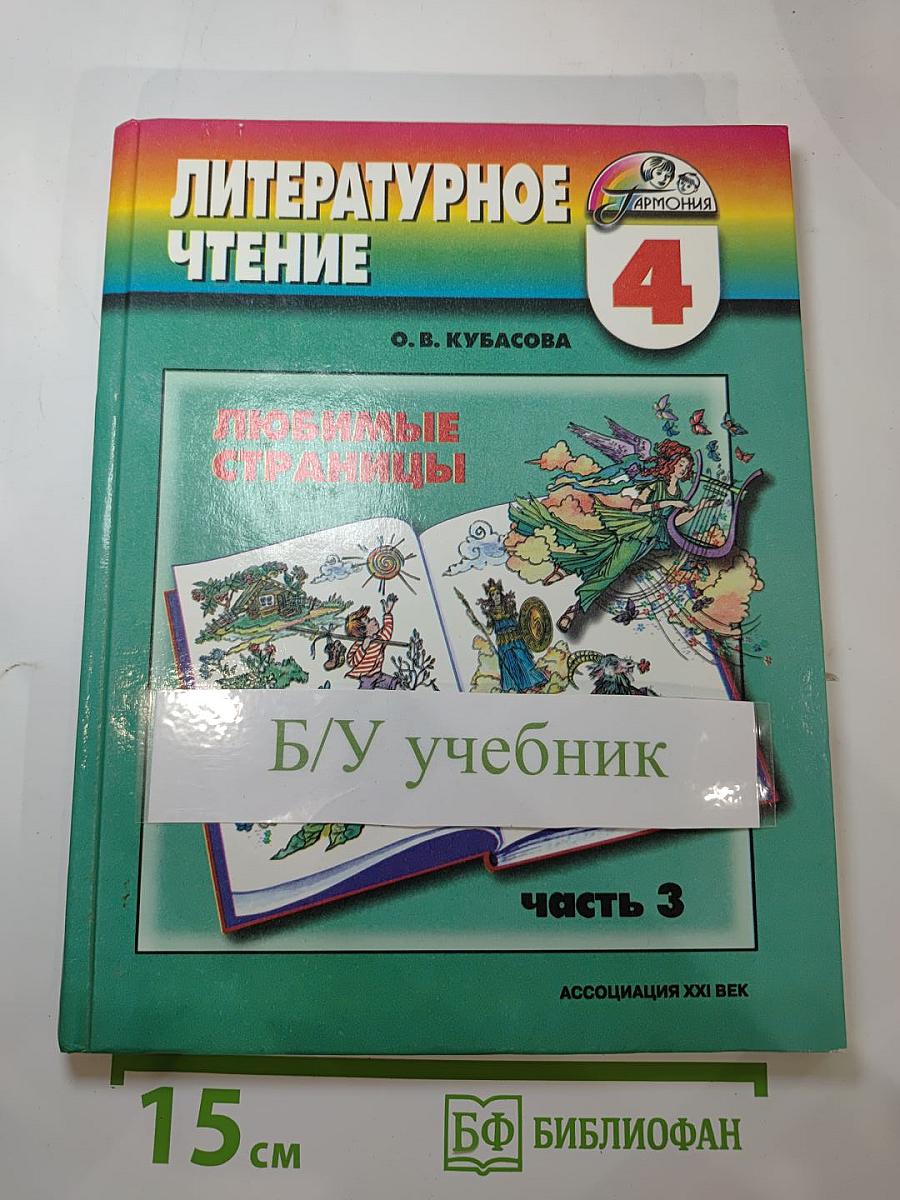 ЛИТЕРАТУРНОЕ
ЧТЕНИЕ
ГАРМОНИЯ
4
О. В. КУБАСОВА
ЛЮБИМЫЕ
СТРАНИЦЫ
Б/У учебник
часть 3
АССОЦИАЦИЯ XXI ВЕК
15 см
БФ БИБЛИОФАН